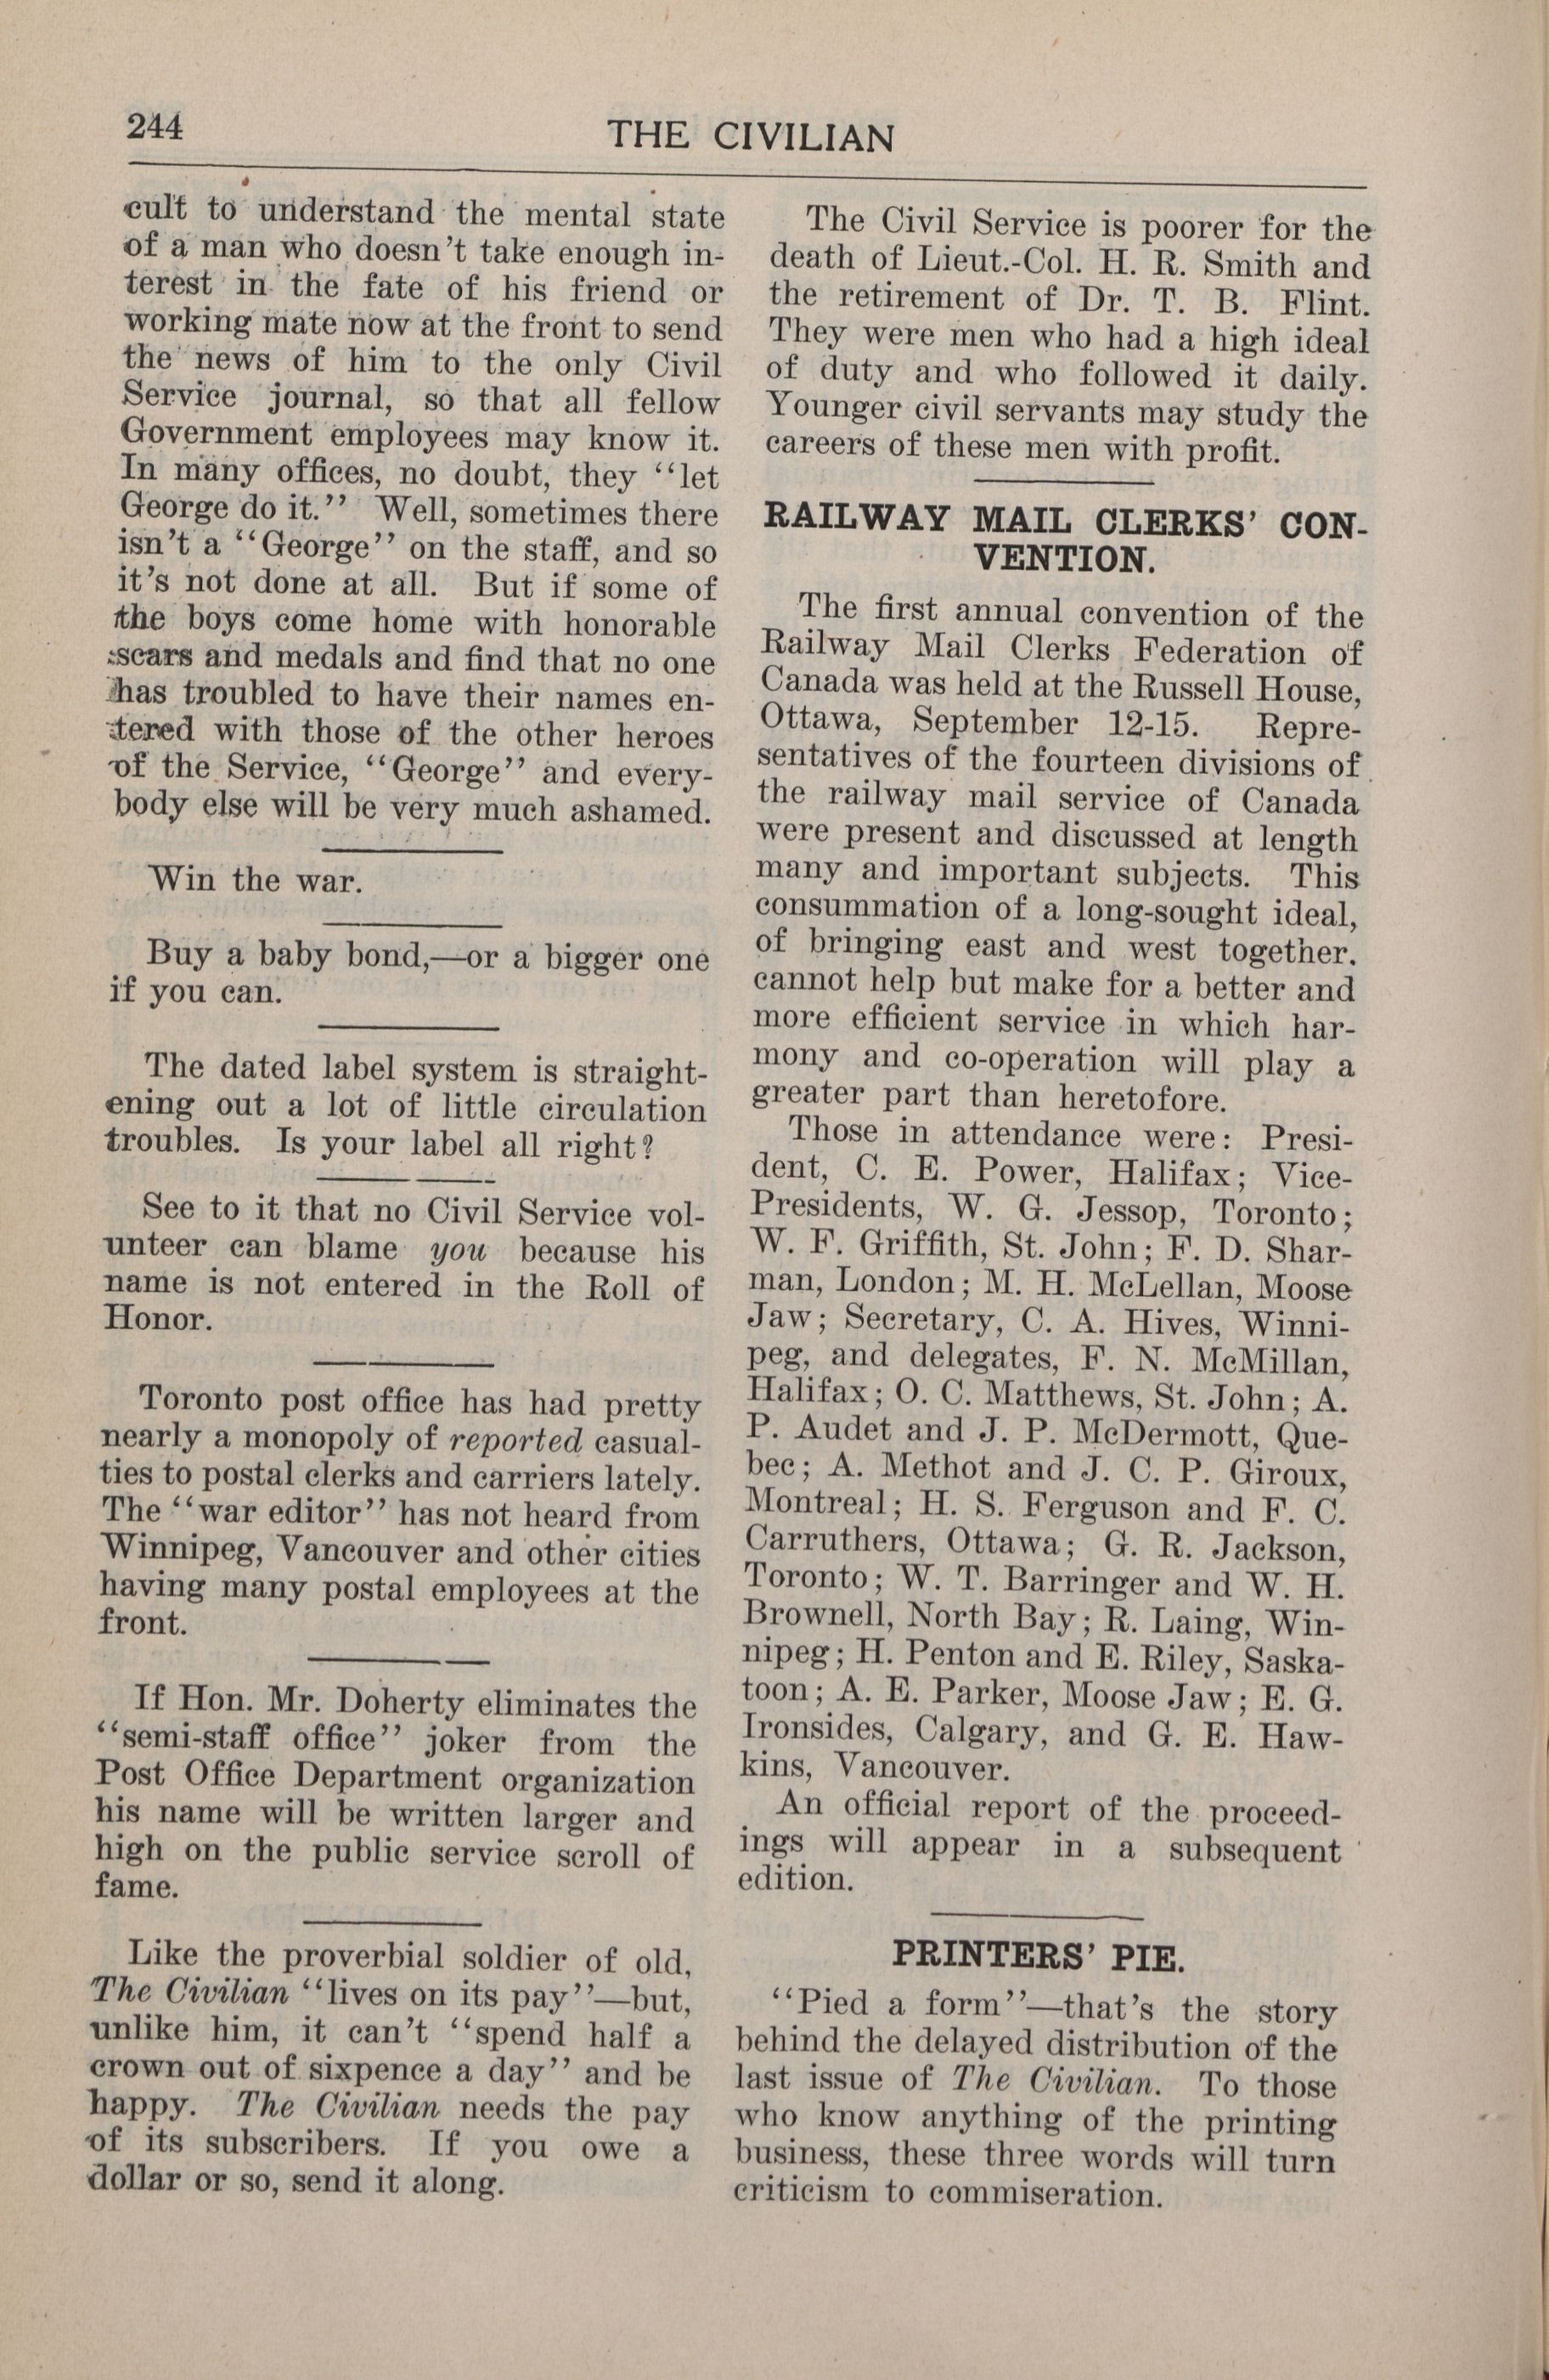 244
THE CIVILIAN
cult to understand the mental state
of a man who doesn't take enough in-
terest in the fate of his friend or
working mate now at the front to send
the news of him to the only Civil
Service journal, so that all fellow
Government employees may know it.
In many offices, no doubt, they "let
George do it." Well, sometimes there
isn't a "George" on the staff, and so
it's not done at all. But if some of
the boys come home with honorable
scars and medals and find that no one
has troubled to have their names en-
tered with those of the other heroes
of the Service, "George" and every-
body else will be very much ashamed.
Win the war.
Buy a baby bond,—or a bigger one
if you can.
The dated label system is straight-
ening out a lot of little circulation
troubles. Is your label all right?
See to it that no Civil Service vol-
unteer can blame you because his
name is not entered in the Roll of
Honor.
Toronto post office has had pretty
nearly a monopoly of reported casual-
ties to postal clerks and carriers lately.
The "war editor" has not heard from
Winnipeg, Vancouver and other cities
having many postal employees at the
front.
If Hon. Mr. Doherty eliminates the
"semi-staff office" joker from the
Post Office Department organization
his name will be written larger and
high on the public service scroll of
fame.
Like the proverbial soldier of old,
The Civilian "lives on its pay"—but,
unlike him, it can't "spend half a
crown out of sixpence a day" and be
happy. The Civilian needs the pay
of its subscribers. If you owe a
dollar or so, send it along.
The Civil Service is poorer for the
death of Lieut.-Col. H. R. Smith and
the retirement of Dr. T. B. Flint.
They were men who had a high ideal
of duty and who followed it daily.
Younger civil servants may study the
careers of these men with profit.
RAILWAY MAIL CLERKS' CON-
VENTION.
The first annual convention of the
Railway Mail Clerks Federation of
Canada was held at the Russell House,
Ottawa, September 12-15. Repre-
sentatives of the fourteen divisions of
the railway mail service of Canada
were present and discussed at length
many and important subjects. This
consummation of a long-sought ideal,
of bringing east and west together.
cannot help but make for a better and
more efficient service in which har-
mony and co-operation will play a
greater part than heretofore.
Those in attendance were: Presi-
dent, C. E. Power, Halifax; Vice-
Presidents, W. G. Jessop, Toronto;
W. F. Griffith, St. John; F. D. Shar-
man, London; M. H. McLellan, Moose
Jaw; Secretary, C. A. Hives, Winni-
peg, and delegates, F. N. McMillan,
Halifax; O. C. Matthews, St. John; A.
P. Audet and J. P. McDermott, Que-
bec; A. Methot and J. C. P. Giroux,
Montreal; H. S. Ferguson and F. C.
Carruthers, Ottawa; G. R. Jackson,
Toronto; W. T. Barringer and W. H.
Brownell, North Bay; R. Laing, Win-
nipeg; H. Penton and E. Riley, Saska-
toon; A. E. Parker, Moose Jaw; E. G.
Ironsides, Calgary, and G. E. Haw-
kins, Vancouver.
An official report of the proceed-
ings will appear in a subsequent
edition.
PRINTERS' PIE.
"Pied a form"—that's the story
behind the delayed distribution of the
last issue of The Civilian. To those
who know anything of the printing
business, these three words will turn
criticism to commiseration.